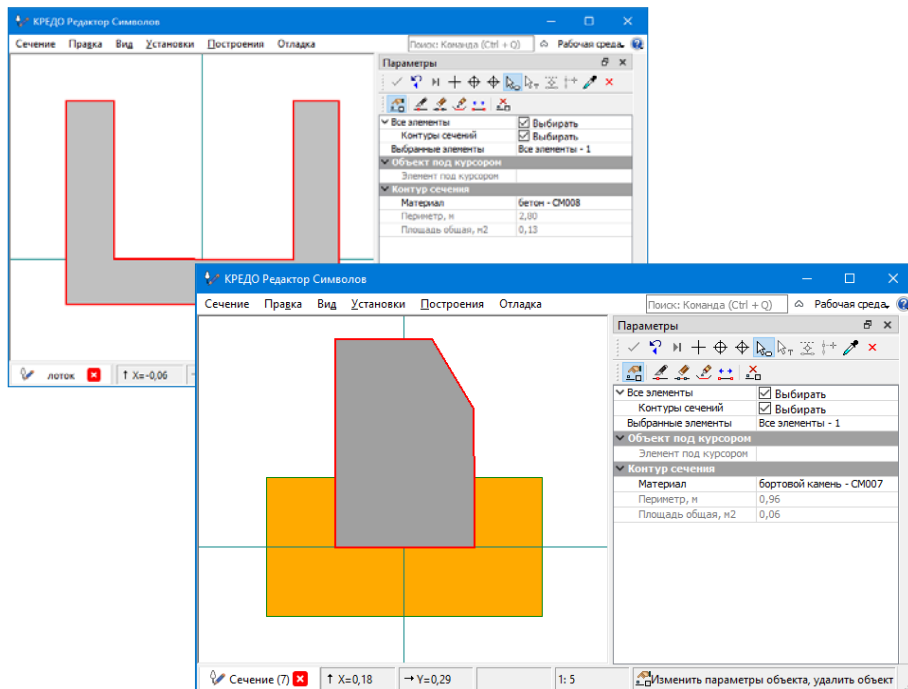 КРЕДО Редактор Символов
Сечение Правка Вид Установки Построения Отладка Поиск: Команда (Ctrl + Q) Рабочая среда
Параметры
Все элементы Выбирать
Контуры сечений Выбирать
Выбранные элементы Все элементы - 1
Объект под курсором
Элемент под курсором
Контур сечения
Материал бетон - СМ008
Периметр, м 2,80
Площадь общая, м2 0,13
лоток X=-0,06
КРЕДО Редактор Символов
Сечение Правка Вид Установки Построения Отладка Поиск: Команда (Ctrl + Q) Рабочая среда
Параметры
Все элементы Выбирать
Контуры сечений Выбирать
Выбранные элементы Все элементы - 1
Объект под курсором
Элемент под курсором
Контур сечения
Материал бортовой камень - СМ007
Периметр, м 0,96
Площадь общая, м2 0,06
Сечение (7) X=0,18 Y=0,29 1: 5 Изменить параметры объекта, удалить объект